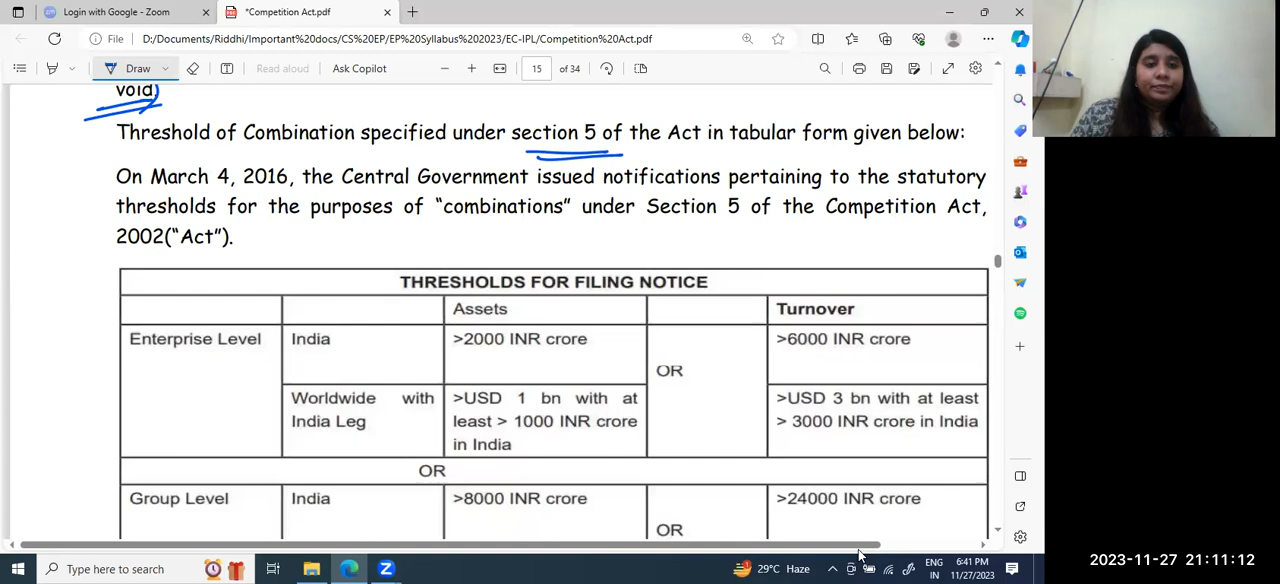 Login with Google - Zoom
*Competition Act.pdf
File
D:/Documents/Riddhi/Important%20docs/CS%20EP/EP%20Syllabus%202023/EC-IPL/Competition%20Act.pdf
Draw
Read aloud
Ask Copilot
15
of 34
void)
Threshold of Combination specified under section 5 of the Act in tabular form given below:
On March 4, 2016, the Central Government issued notifications pertaining to the statutory
thresholds for the purposes of “combinations” under Section 5 of the Competition Act,
2002(“Act”).
THRESHOLDS FOR FILING NOTICE
Assets
Turnover
Enterprise Level
India
>2000 INR crore
OR
>6000 INR crore
Worldwide with
India Leg
>USD 1 bn with at
least > 1000 INR crore
in India
>USD 3 bn with at least
> 3000 INR crore in India
OR
Group Level
India
>8000 INR crore
OR
>24000 INR crore
Type here to search
29°C Haze
ENG
IN
6:41 PM
11/27/2023
2023-11-27 21:11:12